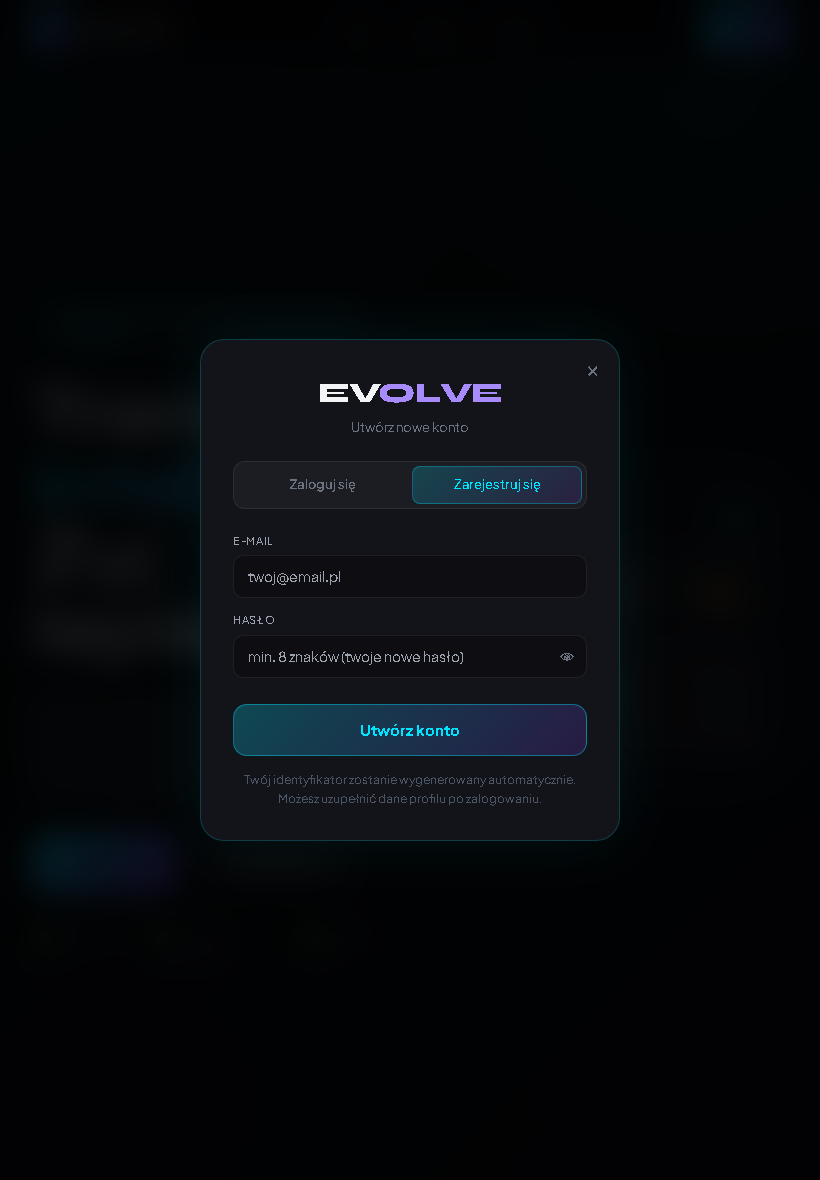 EVOLVE
Utwórz nowe konto
Zaloguj się
Zarejestruj się
E-MAIL
twoj@email.pl
HASŁO
min. 8 znaków (twoje nowe hasło)
Utwórz konto
Twój identyfikator zostanie wygenerowany automatycznie.
Możesz uzupełnić dane profilu po zalogowaniu.